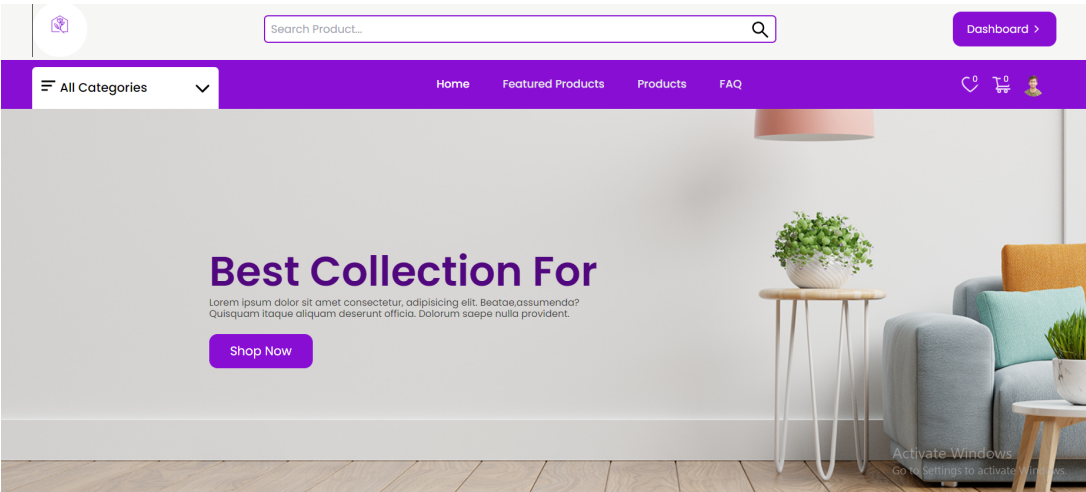 Search Product...
Dashboard >
All Categories
Home
Featured Products
Products
FAQ
0
0
Best Collection For
Lorem ipsum dolor sit amet consectetur, adipisicing elit. Beatae,assumenda?
Quisquam itaque aliquam deserunt officia. Dolorum saepe nulla provident.
Shop Now
Activate Windows
Go to Settings to activate Windows.